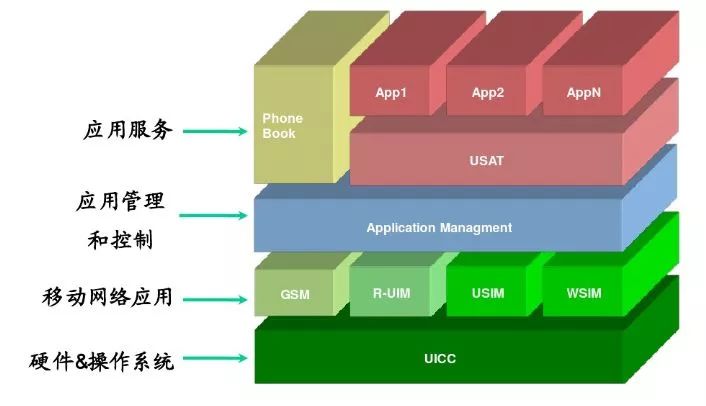 App1
App2
AppN
Phone
Book
应用服务
USAT
应用管理
和控制
Application Managment
移动网络应用
GSM
R-UIM
USIM
WSIM
硬件&操作系统
UICC